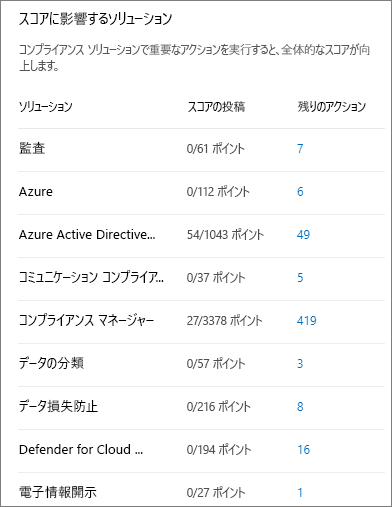 スコアに影響するソリューション
コンプライアンス ソリューションで重要なアクションを実行すると、全体的なスコアが向
上します。
ソリューション スコアの投稿 残りのアクション
監査 0/61 ポイント 7
Azure 0/112 ポイント 6
Azure Active Directive... 54/1043 ポイント 49
コミュニケーション コンプライア... 0/37 ポイント 5
コンプライアンス マネージャー 27/3378 ポイント 419
データの分類 0/57 ポイント 3
データ損失防止 0/216 ポイント 8
Defender for Cloud ... 0/194 ポイント 16
電子情報開示 0/27 ポイント 1